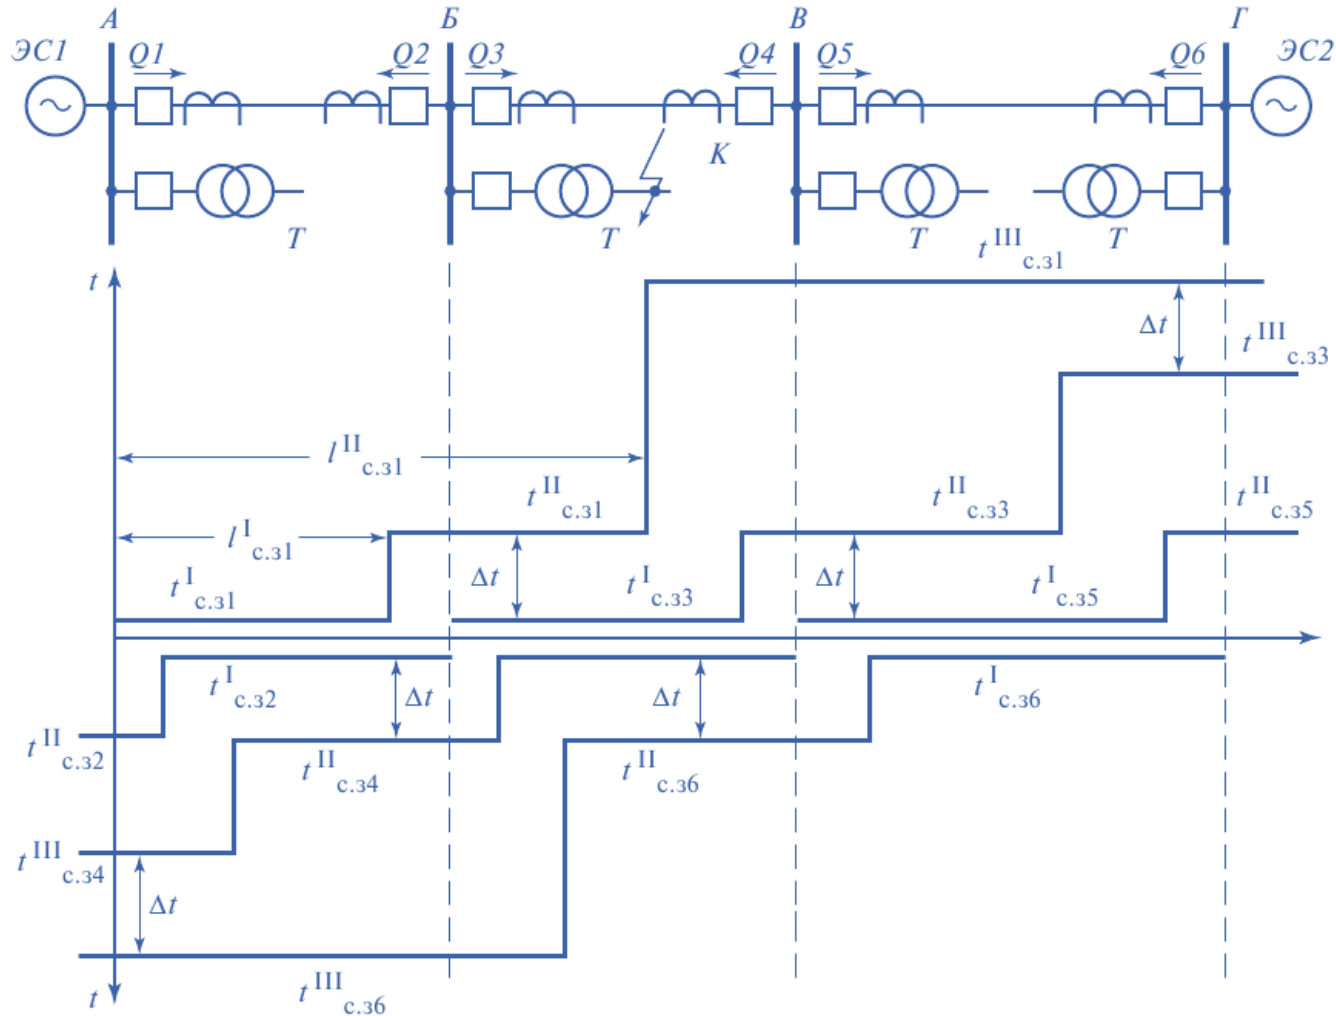 А Б В Г
ЭС1 Q1 Q2 Q3 Q4 Q5 Q6 ЭС2
К
Т Т Т Т
t
t III с.з1
Δt
t III с.з3
l II с.з1
t II с.з1 t II с.з3 t II с.з5
l I с.з1
t I с.з1 Δt t I с.з3 Δt t I с.з5
t I с.з2 Δt Δt t I с.з6
t II с.з2
t II с.з4 t II с.з6
t III с.з4
Δt
t III с.з6
t